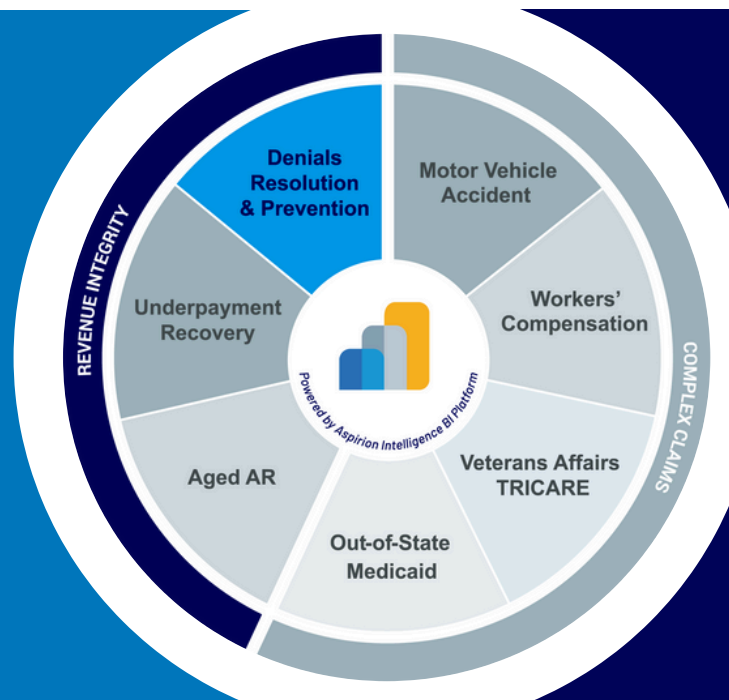 Denials
Resolution
& Prevention
Motor Vehicle
Accident
Workers’
Compensation
Veterans Affairs
TRICARE
Out-of-State
Medicaid
Aged AR
Underpayment
Recovery
REVENUE INTEGRITY
COMPLEX CLAIMS
Powered by Aspirion Intelligence BI Platform